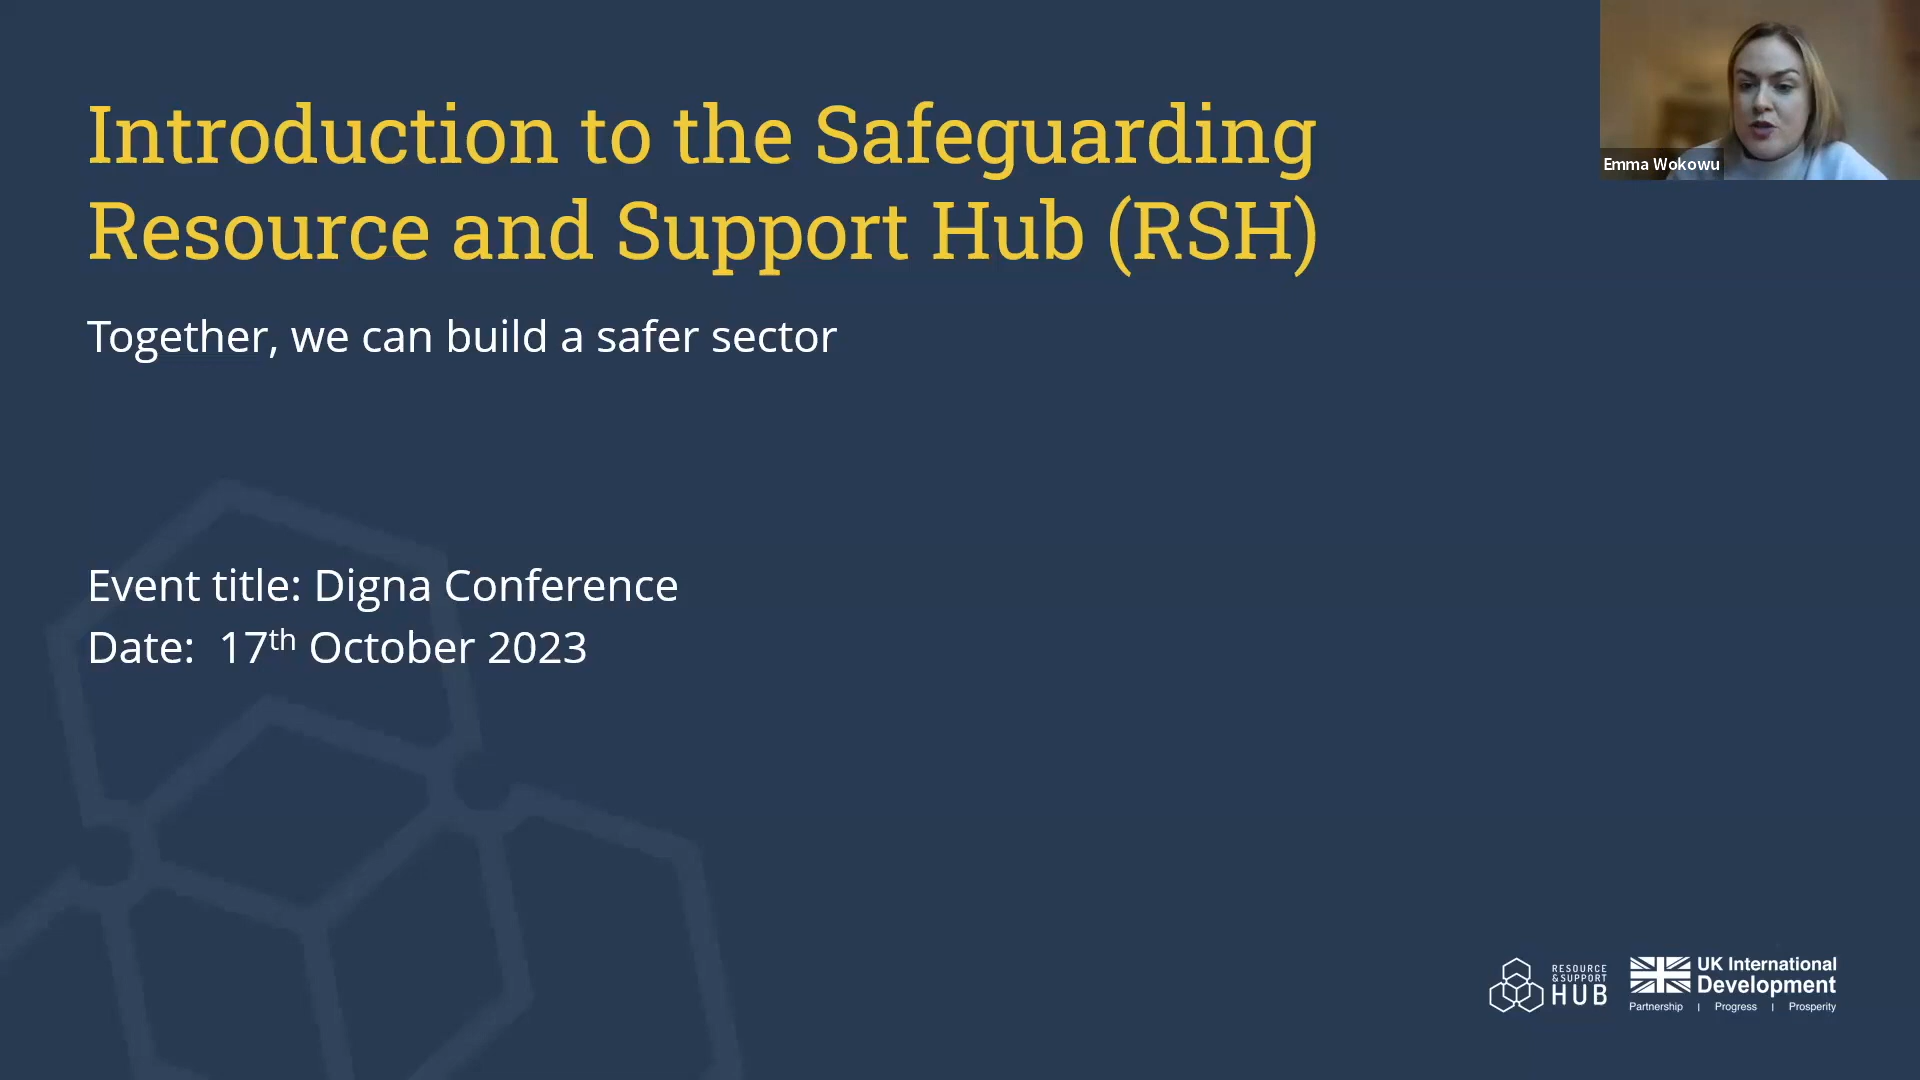 Introduction to the Safeguarding
Resource and Support Hub (RSH)
Together, we can build a safer sector
Event title: Digna Conference
Date: 17th October 2023
Emma Wokowu
RESOURCE
& SUPPORT
HUB
UK International
Development
Partnership | Progress | Prosperity